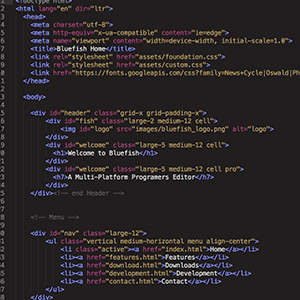 <!doctype html>
<html lang="en" dir="ltr">
<head>
<meta charset="utf-8">
<meta http-equiv="x-ua-compatible" content="ie=edge">
<meta name="viewport" content="width=device-width, initial-scale=1.0">
<title>Bluefish Home</title>
<link rel="stylesheet" href="assets/foundation.css">
<link rel="stylesheet" href="assets/style.css">
<link href="https://fonts.googleapis.com/css?family=News+Cycle|Oswald|P
</head>
<body>
<div id="header" class="grid-x grid-padding-x">
<div id="fish" class="large-2 medium-12 cell">
<img id="logo" src="images/bluefish_logo.png" alt="logo">
</div>
<div id="welcome" class="large-5 medium-12 cell">
<h1>Welcome to Bluefish</h1>
</div>
<div id="welcome" class="large-5 medium-12 cell pro">
<h7>A Multi-Platform Programers Editor</h7>
</div>
</div><!-- end Header -->
<!-- Menu -->
<div id="nav" class="large-12">
<ul class="vertical medium-horizontal menu align-center">
<li class="active"><a href="index.html">Home</a></li>
<li><a href="features.html">Features</a></li>
<li><a href="download.html">Downloads</a></li>
<li><a href="development.html">Development</a></li>
<li><a href="contact.html">Contact</a></li>
</ul>
</div>